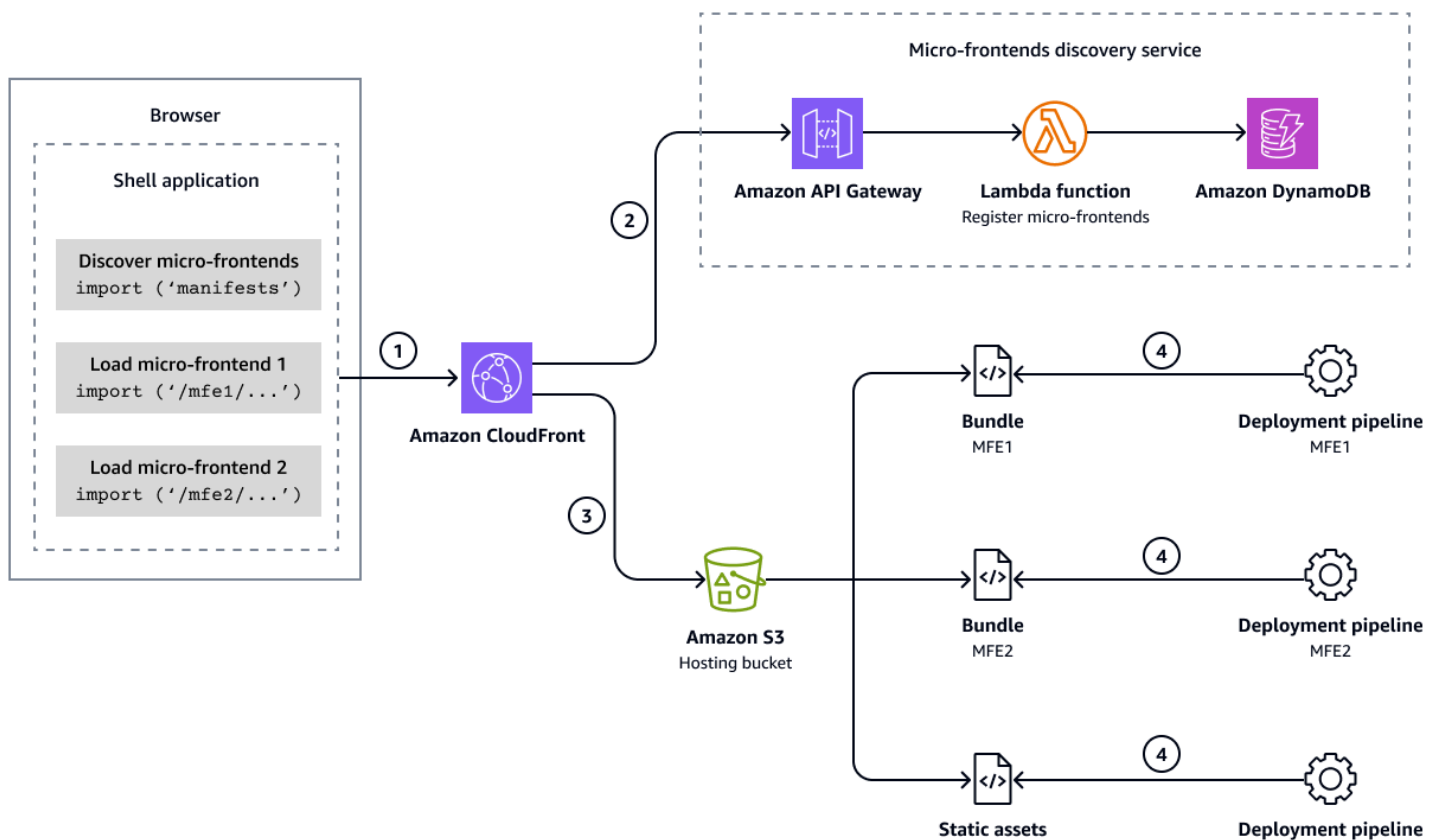 Micro-frontends discovery service
Browser
Shell application
Discover micro-frontends
import (‘manifests’)
Load micro-frontend 1
import (‘/mfe1/...’)
Load micro-frontend 2
import (‘/mfe2/...’)
1
Amazon CloudFront
2
Amazon API Gateway
Lambda function
Register micro-frontends
Amazon DynamoDB
3
Amazon S3
Hosting bucket
4
Bundle
MFE1
Deployment pipeline
MFE1
4
Bundle
MFE2
Deployment pipeline
MFE2
4
Static assets
Deployment pipeline